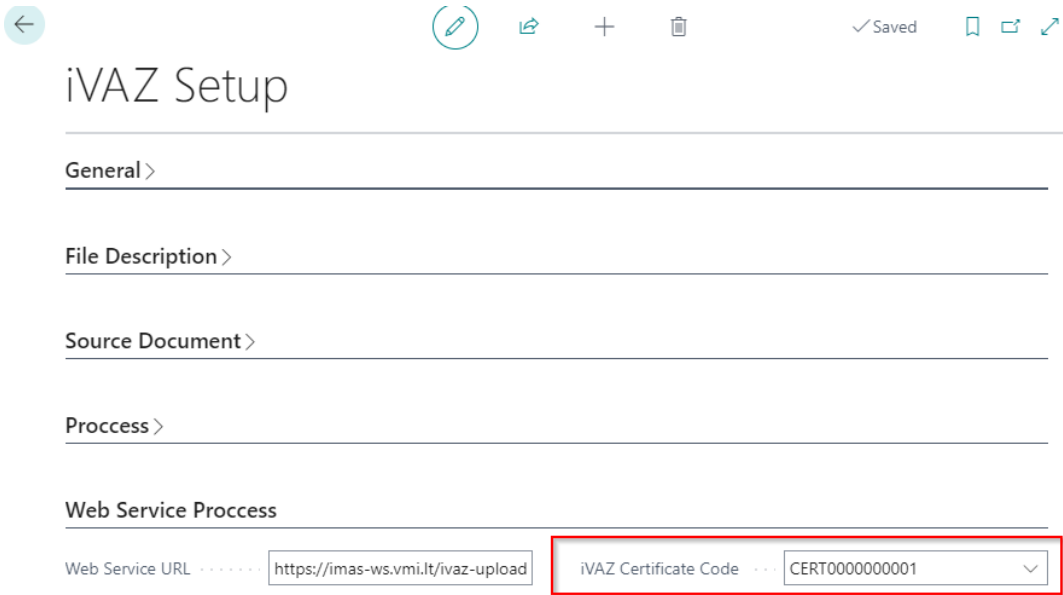 Saved
iVAZ Setup
General
File Description
Source Document
Proccess
Web Service Proccess
Web Service URL https://imas-ws.vmi.lt/ivaz-upload iVAZ Certificate Code CERT0000000001